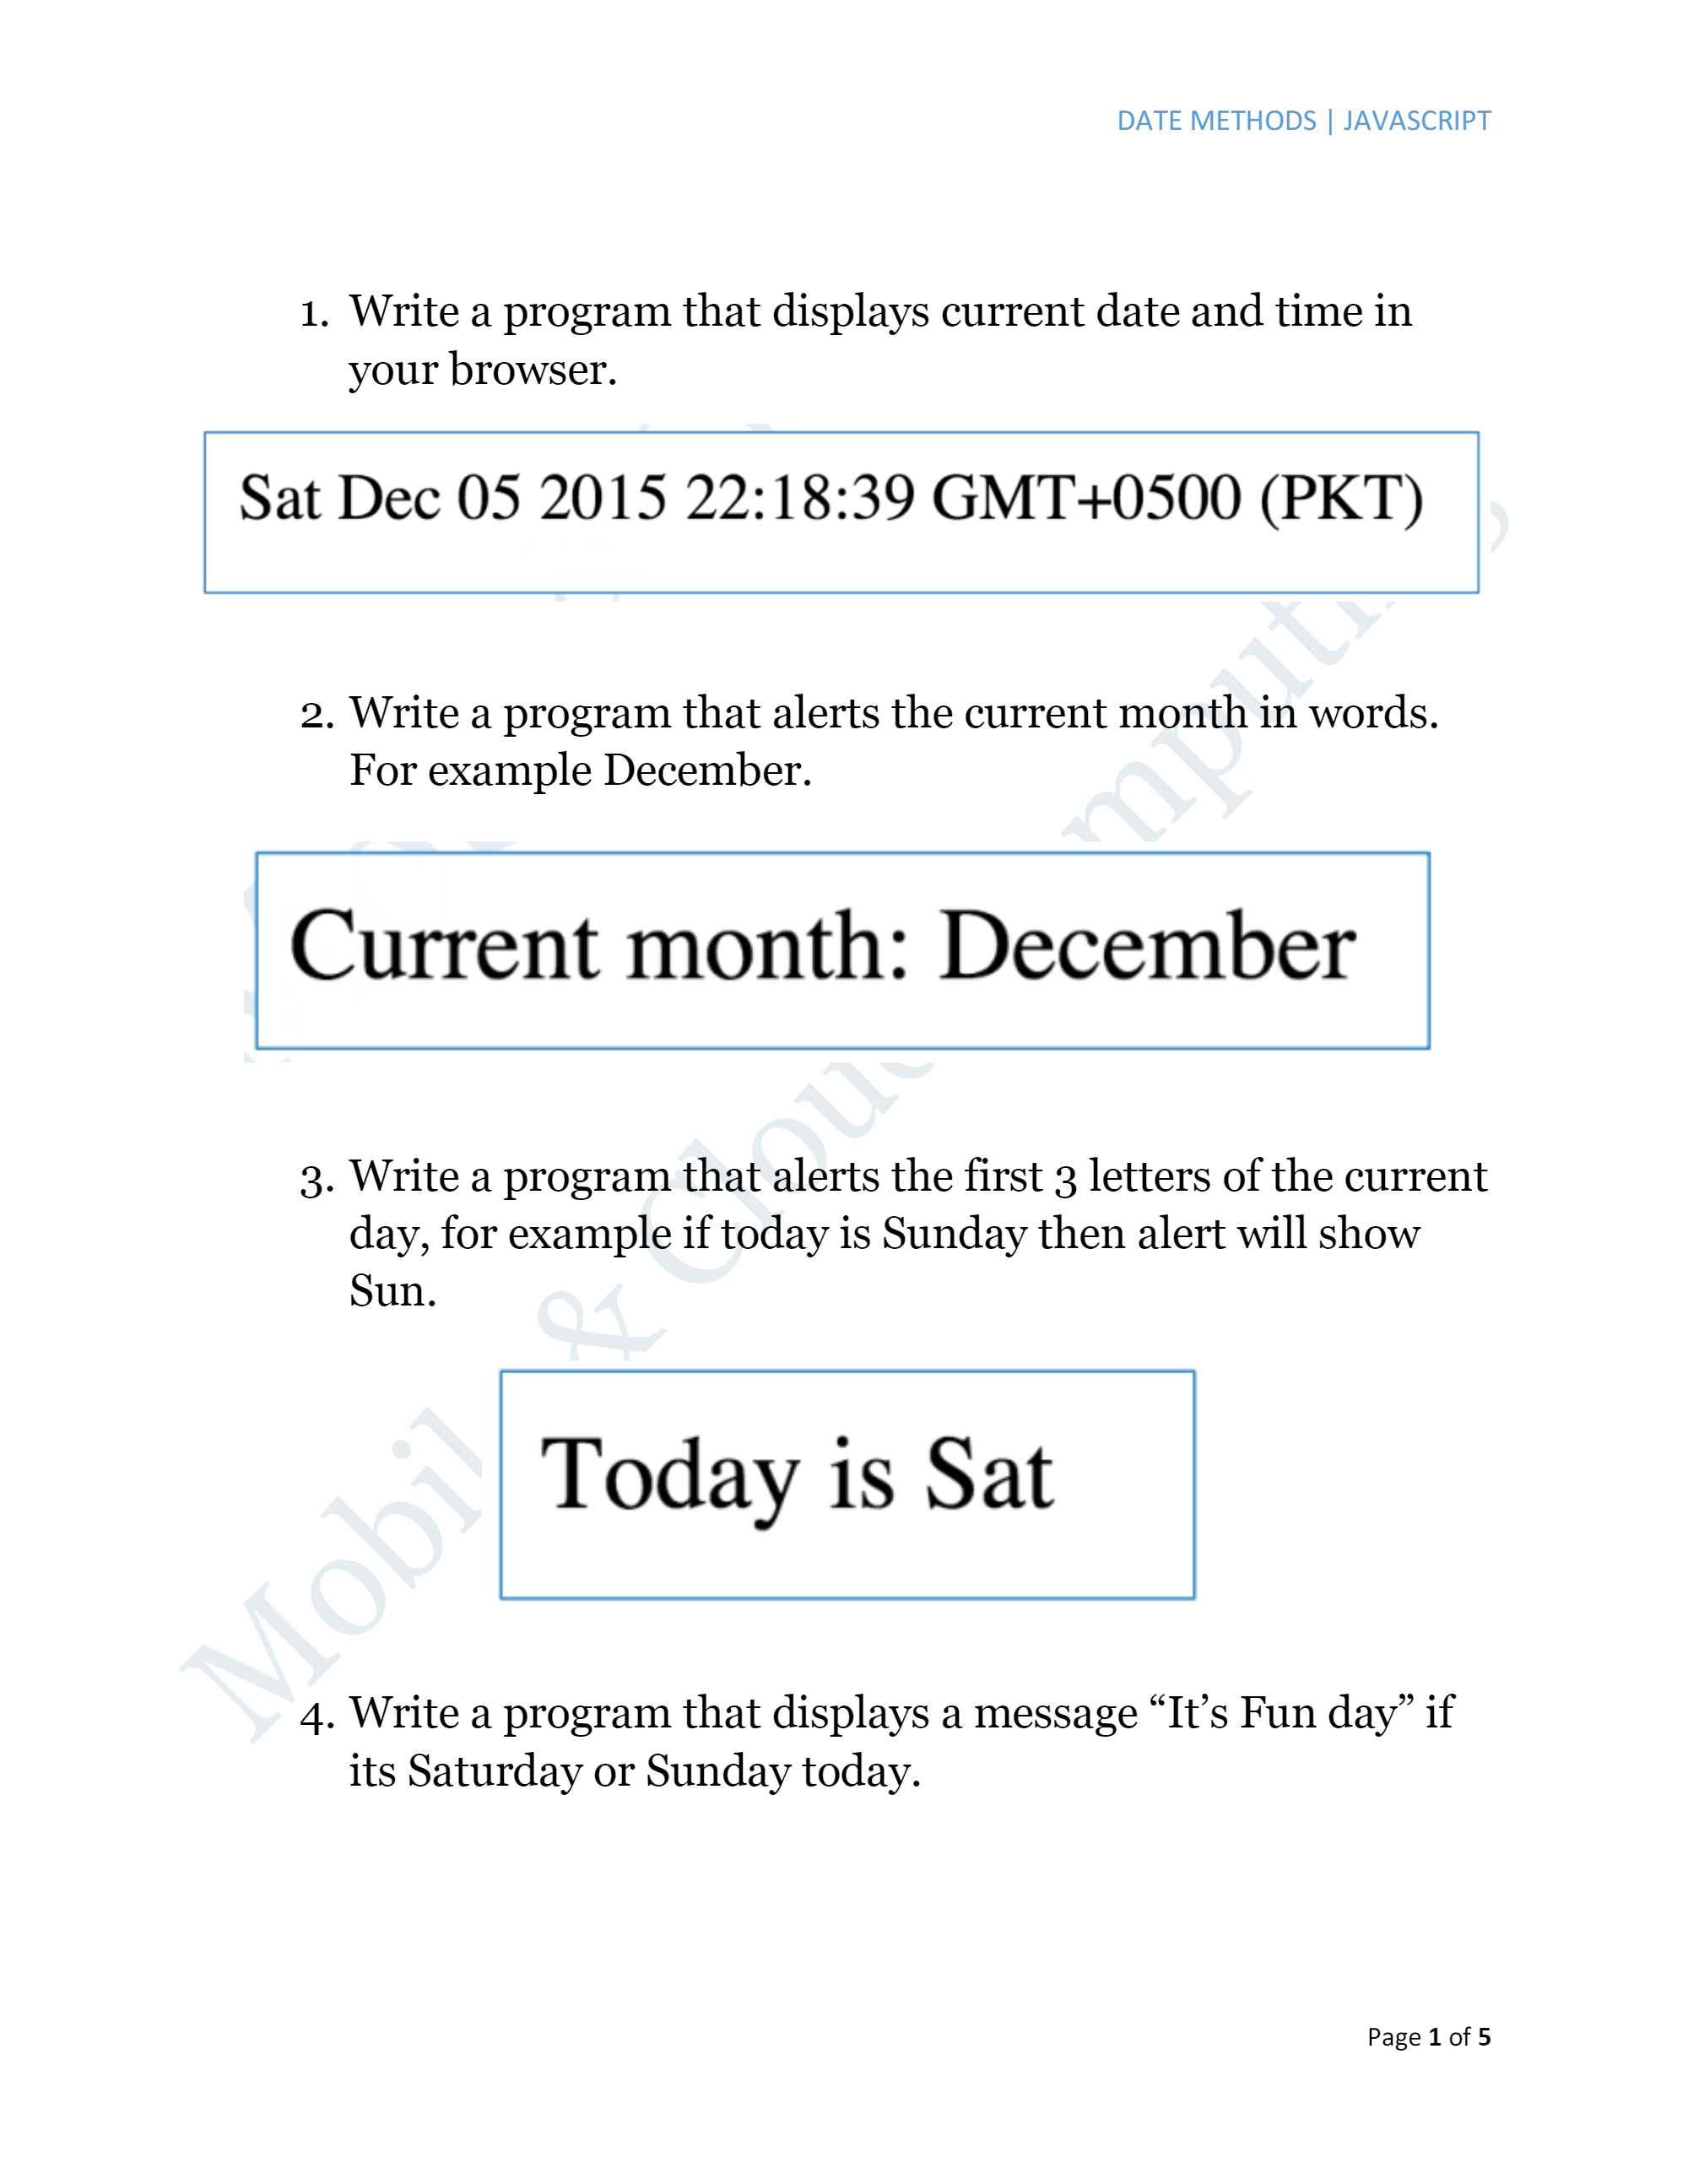 DATE METHODS | JAVASCRIPT
1. Write a program that displays current date and time in
your browser.
Sat Dec 05 2015 22:18:39 GMT+0500 (PKT)
2. Write a program that alerts the current month in words.
For example December.
Current month: December
3. Write a program that alerts the first 3 letters of the current
day, for example if today is Sunday then alert will show
Sun.
Today is Sat
4. Write a program that displays a message “It’s Fun day” if
its Saturday or Sunday today.
Mobil & Clou mputi
Page 1 of 5